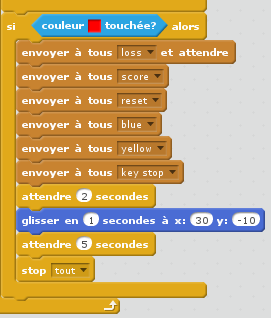 si couleur touchée? alors
envoyer à tous loss et attendre
envoyer à tous score
envoyer à tous reset
envoyer à tous blue
envoyer à tous yellow
envoyer à tous key stop
attendre 2 secondes
glisser en 1 secondes à x: 30 y: -10
attendre 5 secondes
stop tout